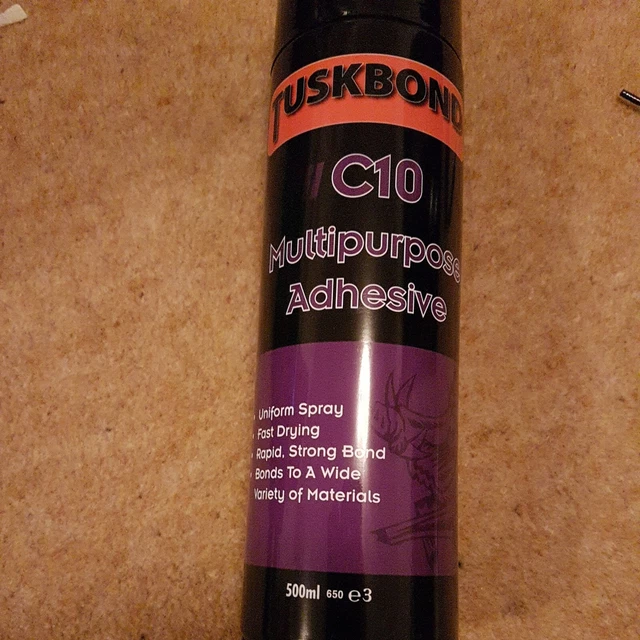 TUSKBOND
C10
Multipurpose
Adhesive
Uniform Spray
Fast Drying
Rapid, Strong Bond
Bonds To A Wide
Variety of Materials
500ml 650 e3